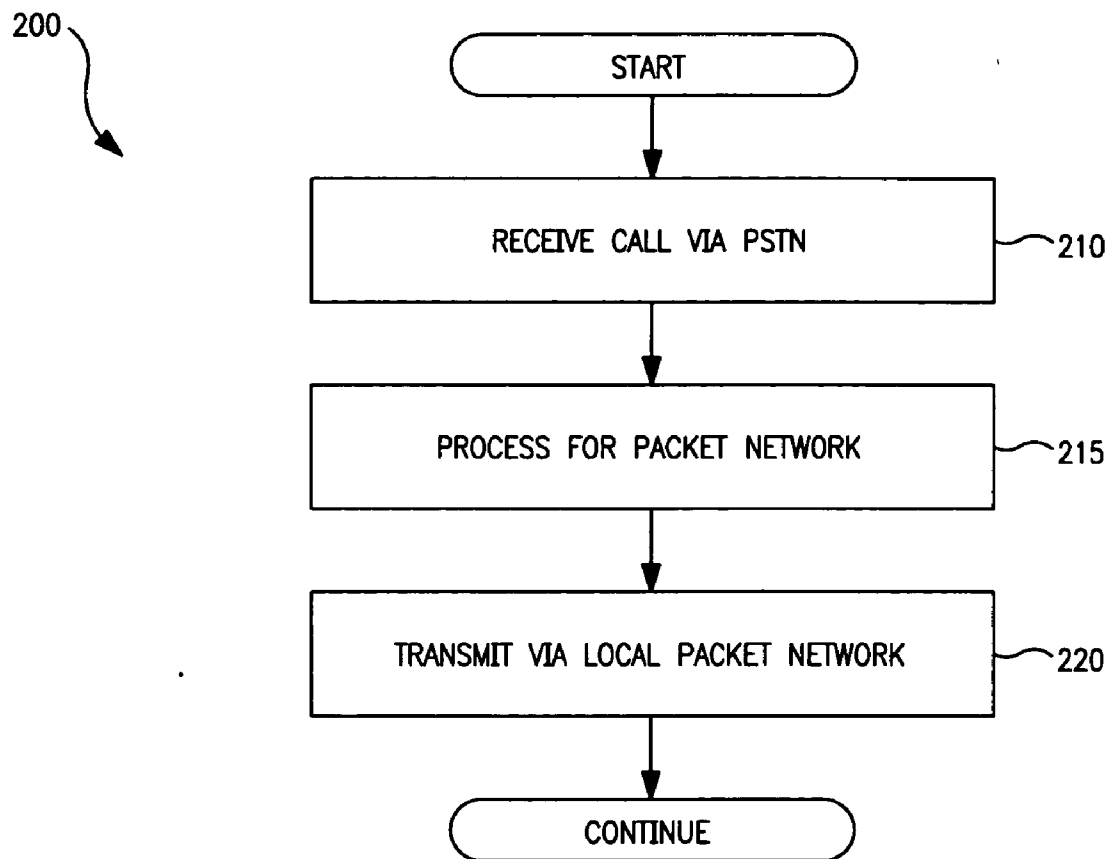 200
START
RECEIVE CALL VIA PSTN
210
PROCESS FOR PACKET NETWORK
215
TRANSMIT VIA LOCAL PACKET NETWORK
220
CONTINUE